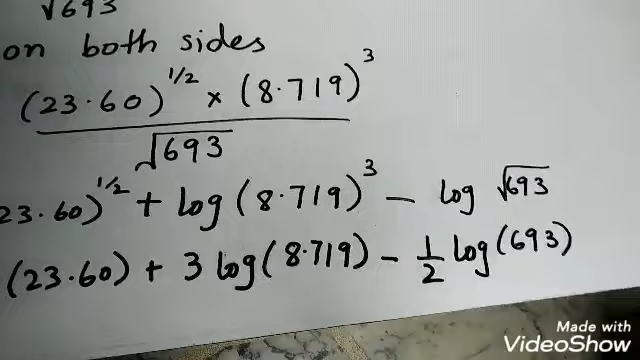 √693
on both sides
(23.60)^1/2 × (8.719)^3
√693
23.60)^1/2 + log(8.719)^3 − log √693
(23.60) + 3 log(8.719) − 1/2 log(693)
Made with
VideoShow